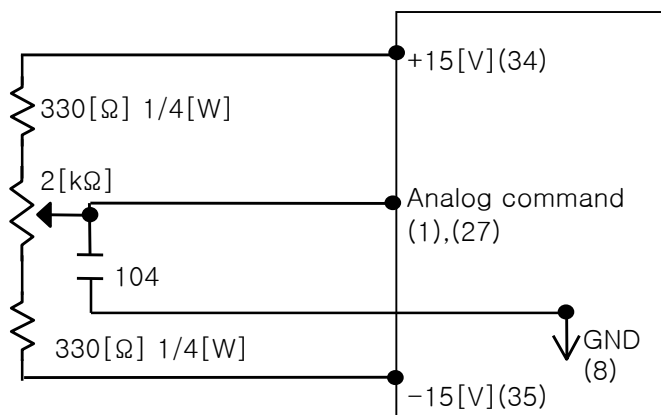 +15[V](34)
330[Ω] 1/4[W]
2[kΩ]
Analog command
(1),(27)
104
330[Ω] 1/4[W]
GND
(8)
-15[V](35)